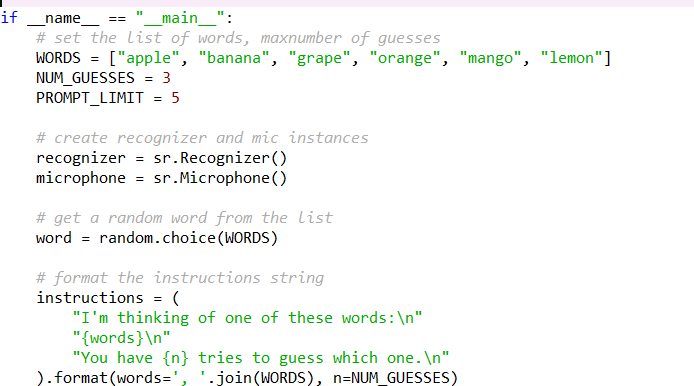 if __name__ == "__main__":
    # set the list of words, maxnumber of guesses
    WORDS = ["apple", "banana", "grape", "orange", "mango", "lemon"]
    NUM_GUESSES = 3
    PROMPT_LIMIT = 5

    # create recognizer and mic instances
    recognizer = sr.Recognizer()
    microphone = sr.Microphone()

    # get a random word from the list
    word = random.choice(WORDS)

    # format the instructions string
    instructions = (
        "I'm thinking of one of these words:\n"
        "{words}\n"
        "You have {n} tries to guess which one.\n"
    ).format(words=', '.join(WORDS), n=NUM_GUESSES)